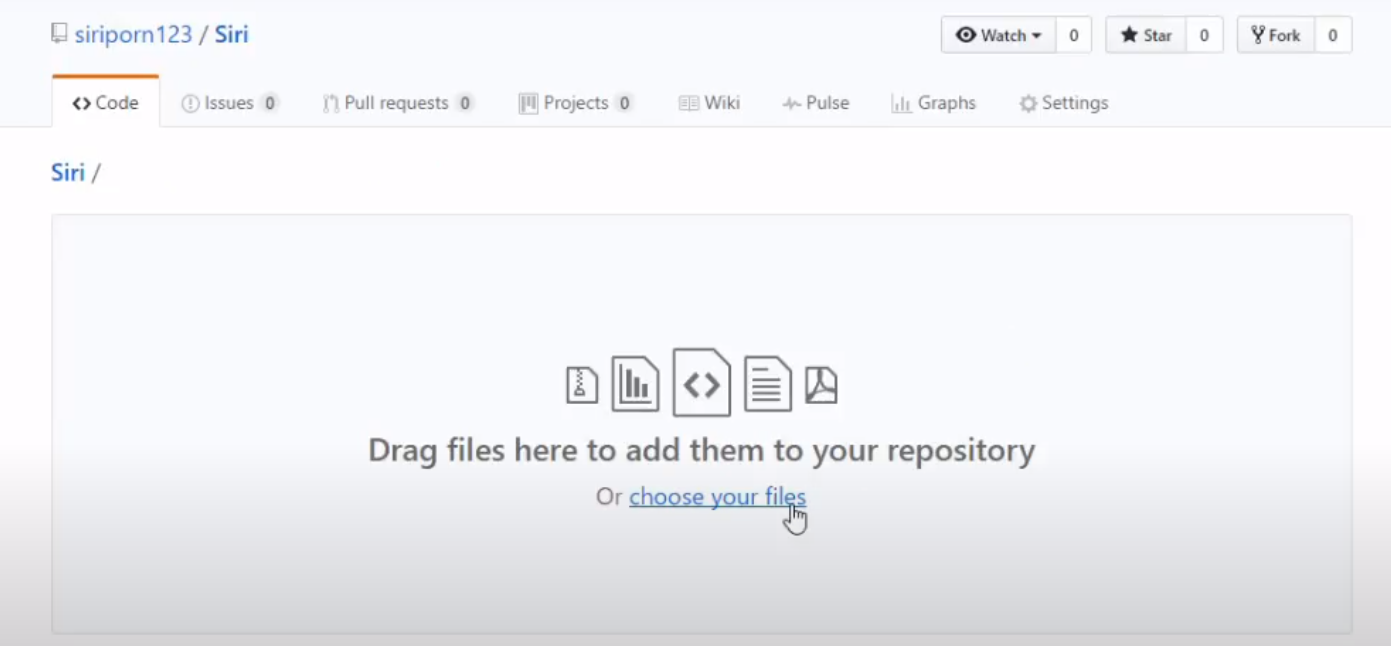 siriporn123 / Siri
Watch 0 Star 0 Fork 0
<> Code Issues 0 Pull requests 0 Projects 0 Wiki Pulse Graphs Settings
Siri /
Drag files here to add them to your repository
Or choose your files